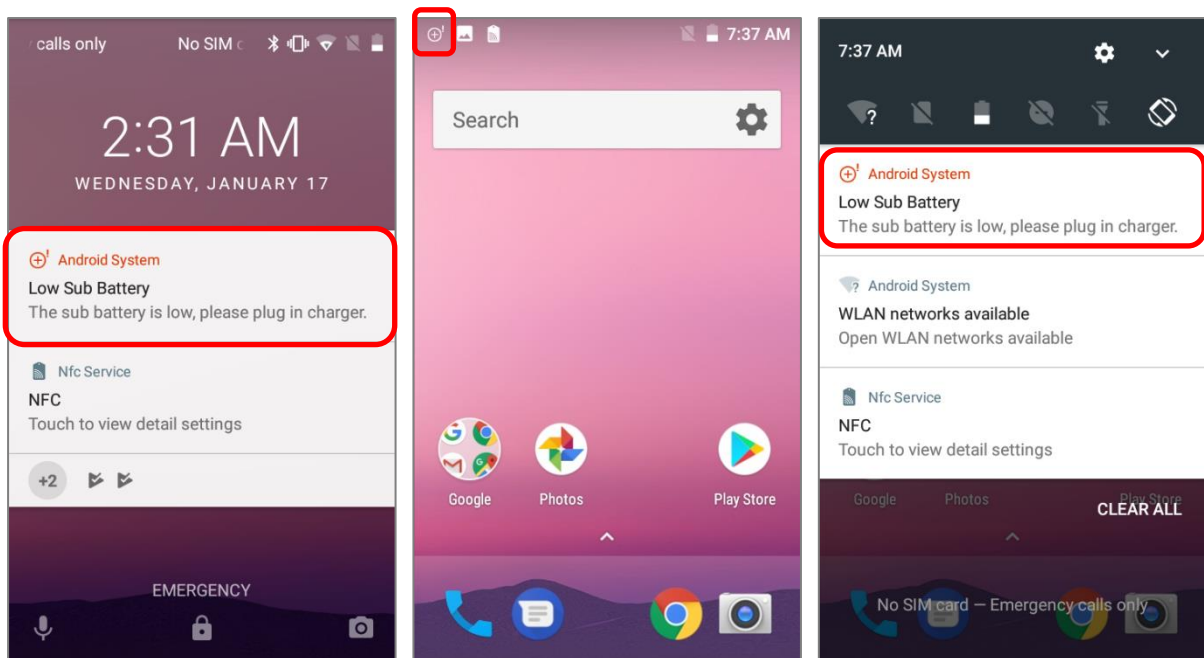 calls only No SIM c
2:31 AM
WEDNESDAY, JANUARY 17
Android System
Low Sub Battery
The sub battery is low, please plug in charger.
Nfc Service
NFC
Touch to view detail settings
+2
EMERGENCY
7:37 AM
Search
Google Photos Play Store
7:37 AM
Android System
Low Sub Battery
The sub battery is low, please plug in charger.
? Android System
WLAN networks available
Open WLAN networks available
Nfc Service
NFC
Touch to view detail settings
Google Photos Play Store
CLEAR ALL
No SIM card — Emergency calls only